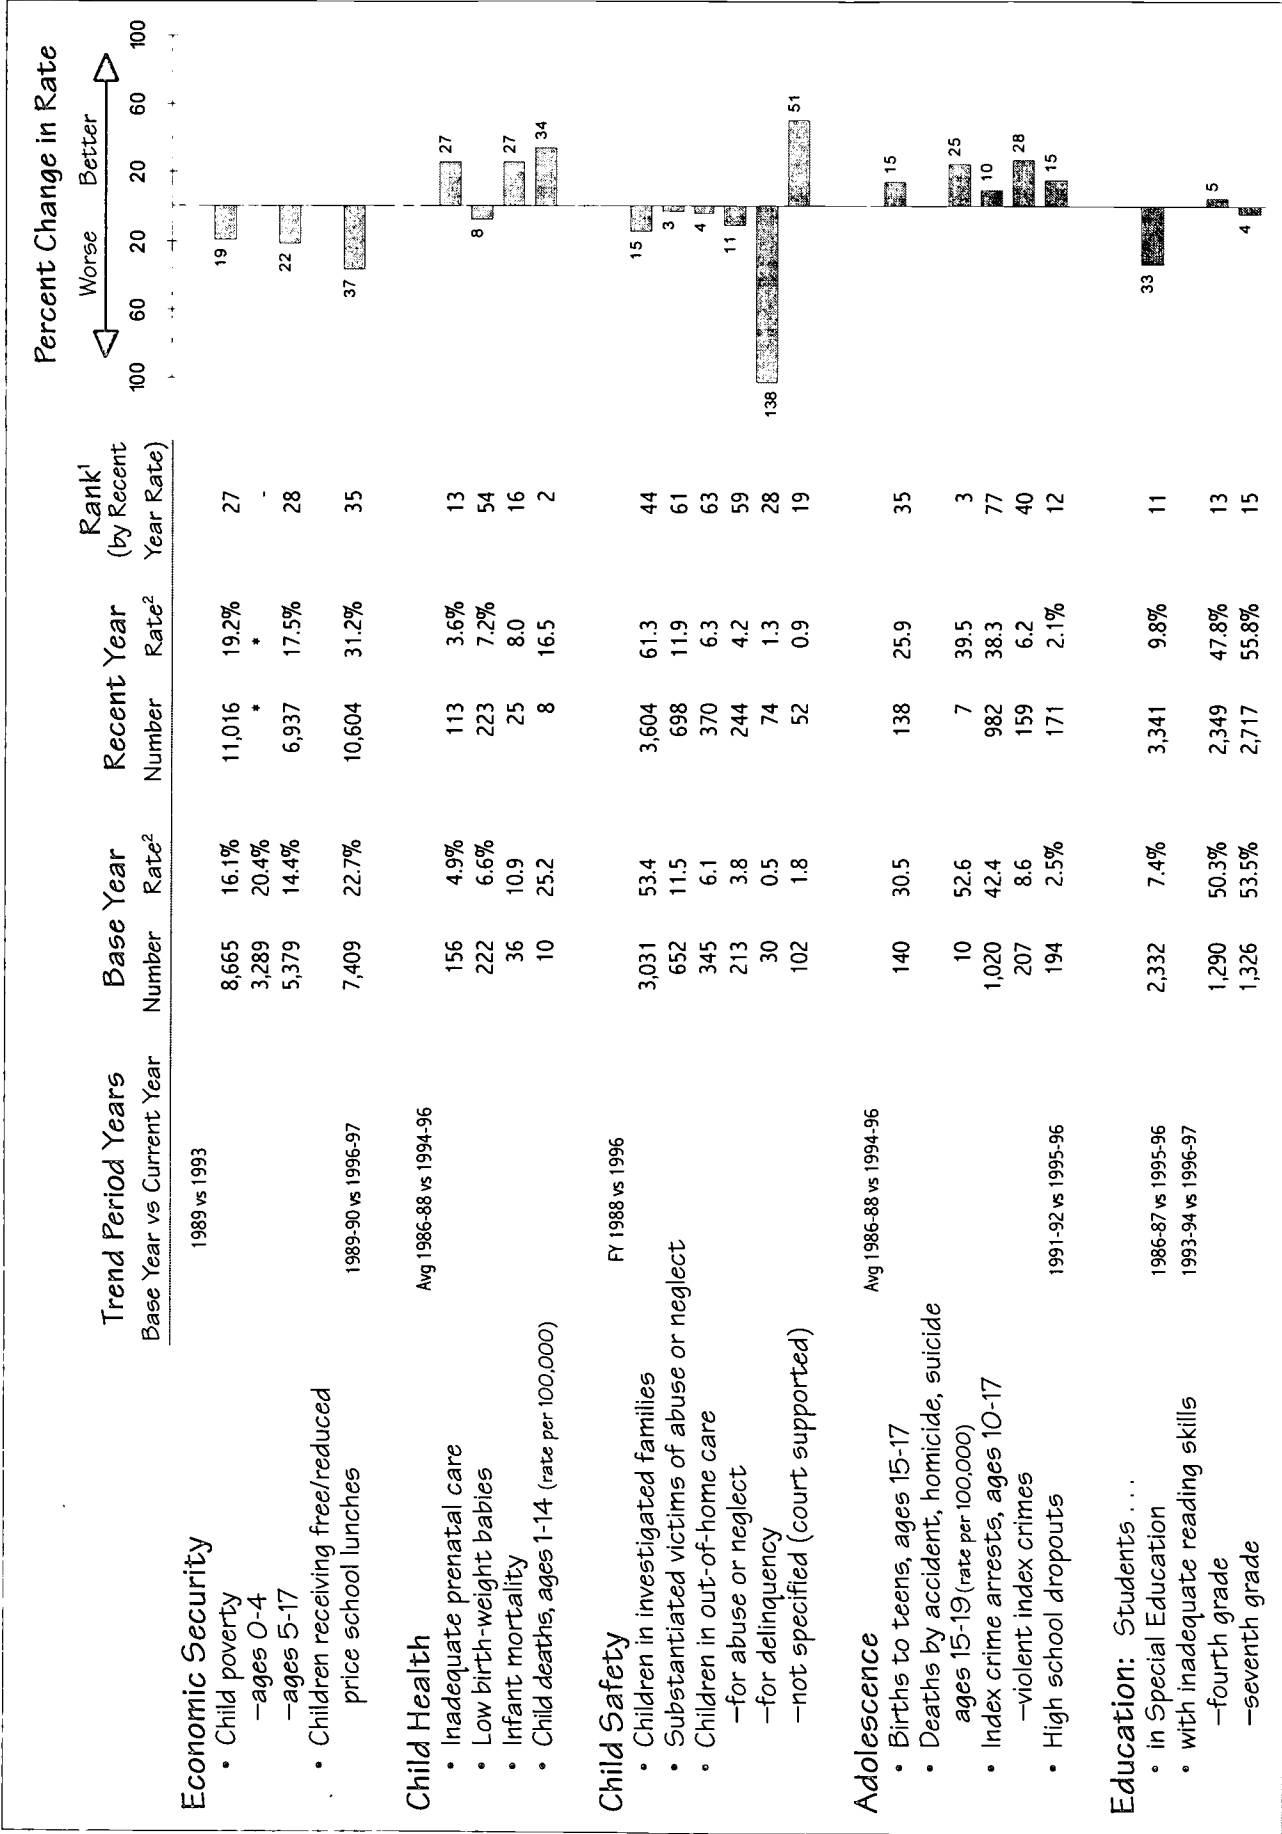 Trend Period Years Base Year Recent Year Rank¹ Percent Change in Rate
Base Year vs Current Year Number Rate² Number Rate² (by Recent Year Rate) Worse Better
100 60 20 20 60 100
Economic Security
• Child poverty 1989 vs 1993 8,665 16.1% 11,016 19.2% 27 19
–ages 0-4 3,289 20.4% * * -
–ages 5-17 5,379 14.4% 6,937 17.5% 28 22
• Children receiving free/reduced
price school lunches 1989-90 vs 1996-97 7,409 22.7% 10,604 31.2% 35 37
Child Health Avg 1986-88 vs 1994-96
• Inadequate prenatal care 156 4.9% 113 3.6% 13 27
• Low birth-weight babies 222 6.6% 223 7.2% 54 8
• Infant mortality 36 10.9 25 8.0 16 27
• Child deaths, ages 1-14 (rate per 100,000) 10 25.2 8 16.5 2 34
Child Safety FY 1988 vs 1996
• Children in investigated families 3,031 53.4 3,604 61.3 44 15
• Substantiated victims of abuse or neglect 652 11.5 698 11.9 61 3
• Children in out-of-home care 345 6.1 370 6.3 63 4
–for abuse or neglect 213 3.8 244 4.2 59 11
–for delinquency 30 0.5 74 1.3 28 138
–not specified (court supported) 102 1.8 52 0.9 19 51
Adolescence Avg 1986-88 vs 1994-96
• Births to teens, ages 15-17 140 30.5 138 25.9 35 15
• Deaths by accident, homicide, suicide
ages 15-19 (rate per 100,000) 10 52.6 7 39.5 3 25
• Index crime arrests, ages 10-17 1,020 42.4 982 38.3 77 10
–violent index crimes 207 8.6 159 6.2 40 28
• High school dropouts 1991-92 vs 1995-96 194 2.5% 171 2.1% 12 15
Education: Students . . .
• in Special Education 1986-87 vs 1995-96 2,332 7.4% 3,341 9.8% 11 33
• with inadequate reading skills 1993-94 vs 1996-97
–fourth grade 1,290 50.3% 2,349 47.8% 13 5
–seventh grade 1,326 53.5% 2,717 55.8% 15 4